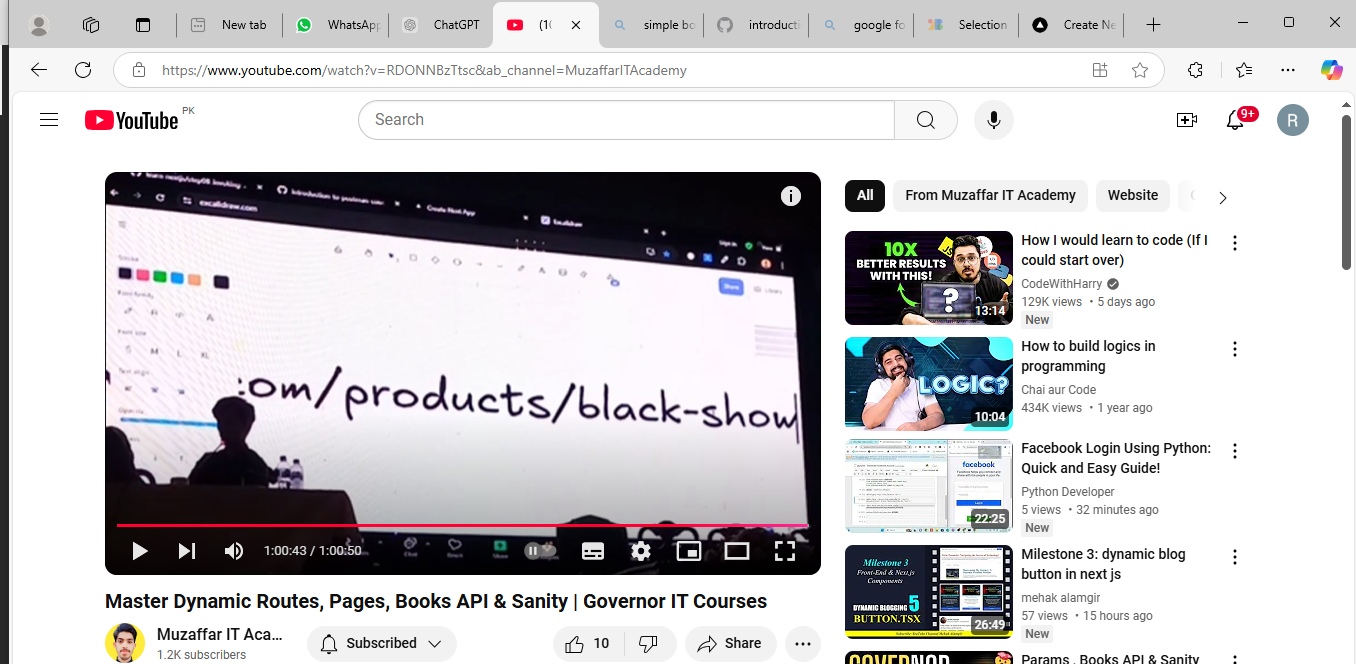 New tab
WhatsApp
ChatGPT
(1(
simple bo
introducti
google fo
Selection
Create Ne
https://www.youtube.com/watch?v=RDONNBzTtsc&ab_channel=MuzaffarITAcademy
YouTube PK
Search
9+
R
excalidraw.com
Create Next App
Excalidraw
Share
M
L
XL
:om/products/black-show
1:00:43 / 1:00:50
Master Dynamic Routes, Pages, Books API & Sanity | Governor IT Courses
Muzaffar IT Aca...
1.2K subscribers
Subscribed
10
Share
All
From Muzaffar IT Academy
Website
10X
BETTER RESULTS
WITH THIS!
?
13:14
How I would learn to code (If I
could start over)
CodeWithHarry
129K views • 5 days ago
New
LOGIC?
10:04
How to build logics in
programming
Chai aur Code
434K views • 1 year ago
facebook
22:25
Facebook Login Using Python:
Quick and Easy Guide!
Python Developer
5 views • 32 minutes ago
New
Milestone 3
Front-End & Next.js
Components
DYNAMIC BLOGGING 5
BUTTON.TSX
26:49
Milestone 3: dynamic blog
button in next js
mehak alamgir
57 views • 15 hours ago
New
GOVERNOR
Params , Books API & Sanity